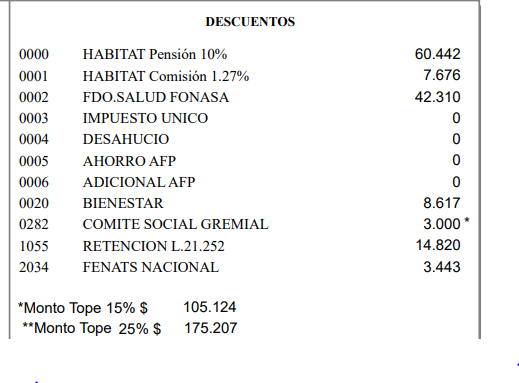 DESCUENTOS
0000 HABITAT Pensión 10% 60.442
0001 HABITAT Comisión 1.27% 7.676
0002 FDO.SALUD FONASA 42.310
0003 IMPUESTO UNICO 0
0004 DESAHUCIO 0
0005 AHORRO AFP 0
0006 ADICIONAL AFP 0
0020 BIENESTAR 8.617
0282 COMITE SOCIAL GREMIAL 3.000 *
1055 RETENCION L.21.252 14.820
2034 FENATS NACIONAL 3.443
*Monto Tope 15% $ 105.124
**Monto Tope 25% $ 175.207